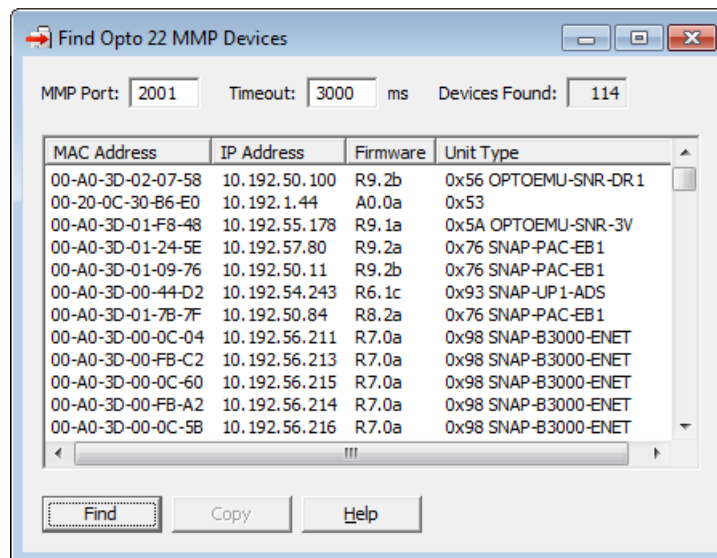 Find Opto 22 MMP Devices
MMP Port: 2001 Timeout: 3000 ms Devices Found: 114
MAC Address IP Address Firmware Unit Type
00-A0-3D-02-07-58 10.192.50.100 R9.2b 0x56 OPTOEMU-SNR-DR1
00-20-0C-30-B6-E0 10.192.1.44 A0.0a 0x53
00-A0-3D-01-F8-48 10.192.55.178 R9.1a 0x5A OPTOEMU-SNR-3V
00-A0-3D-01-24-5E 10.192.57.80 R9.2a 0x76 SNAP-PAC-EB1
00-A0-3D-01-09-76 10.192.50.11 R9.2b 0x76 SNAP-PAC-EB1
00-A0-3D-00-44-D2 10.192.54.243 R6.1c 0x93 SNAP-UP1-ADS
00-A0-3D-01-7B-7F 10.192.50.84 R8.2a 0x76 SNAP-PAC-EB1
00-A0-3D-00-0C-04 10.192.56.211 R7.0a 0x98 SNAP-B3000-ENET
00-A0-3D-00-FB-C2 10.192.56.213 R7.0a 0x98 SNAP-B3000-ENET
00-A0-3D-00-0C-60 10.192.56.215 R7.0a 0x98 SNAP-B3000-ENET
00-A0-3D-00-FB-A2 10.192.56.214 R7.0a 0x98 SNAP-B3000-ENET
00-A0-3D-00-0C-5B 10.192.56.216 R7.0a 0x98 SNAP-B3000-ENET
Find Copy Help